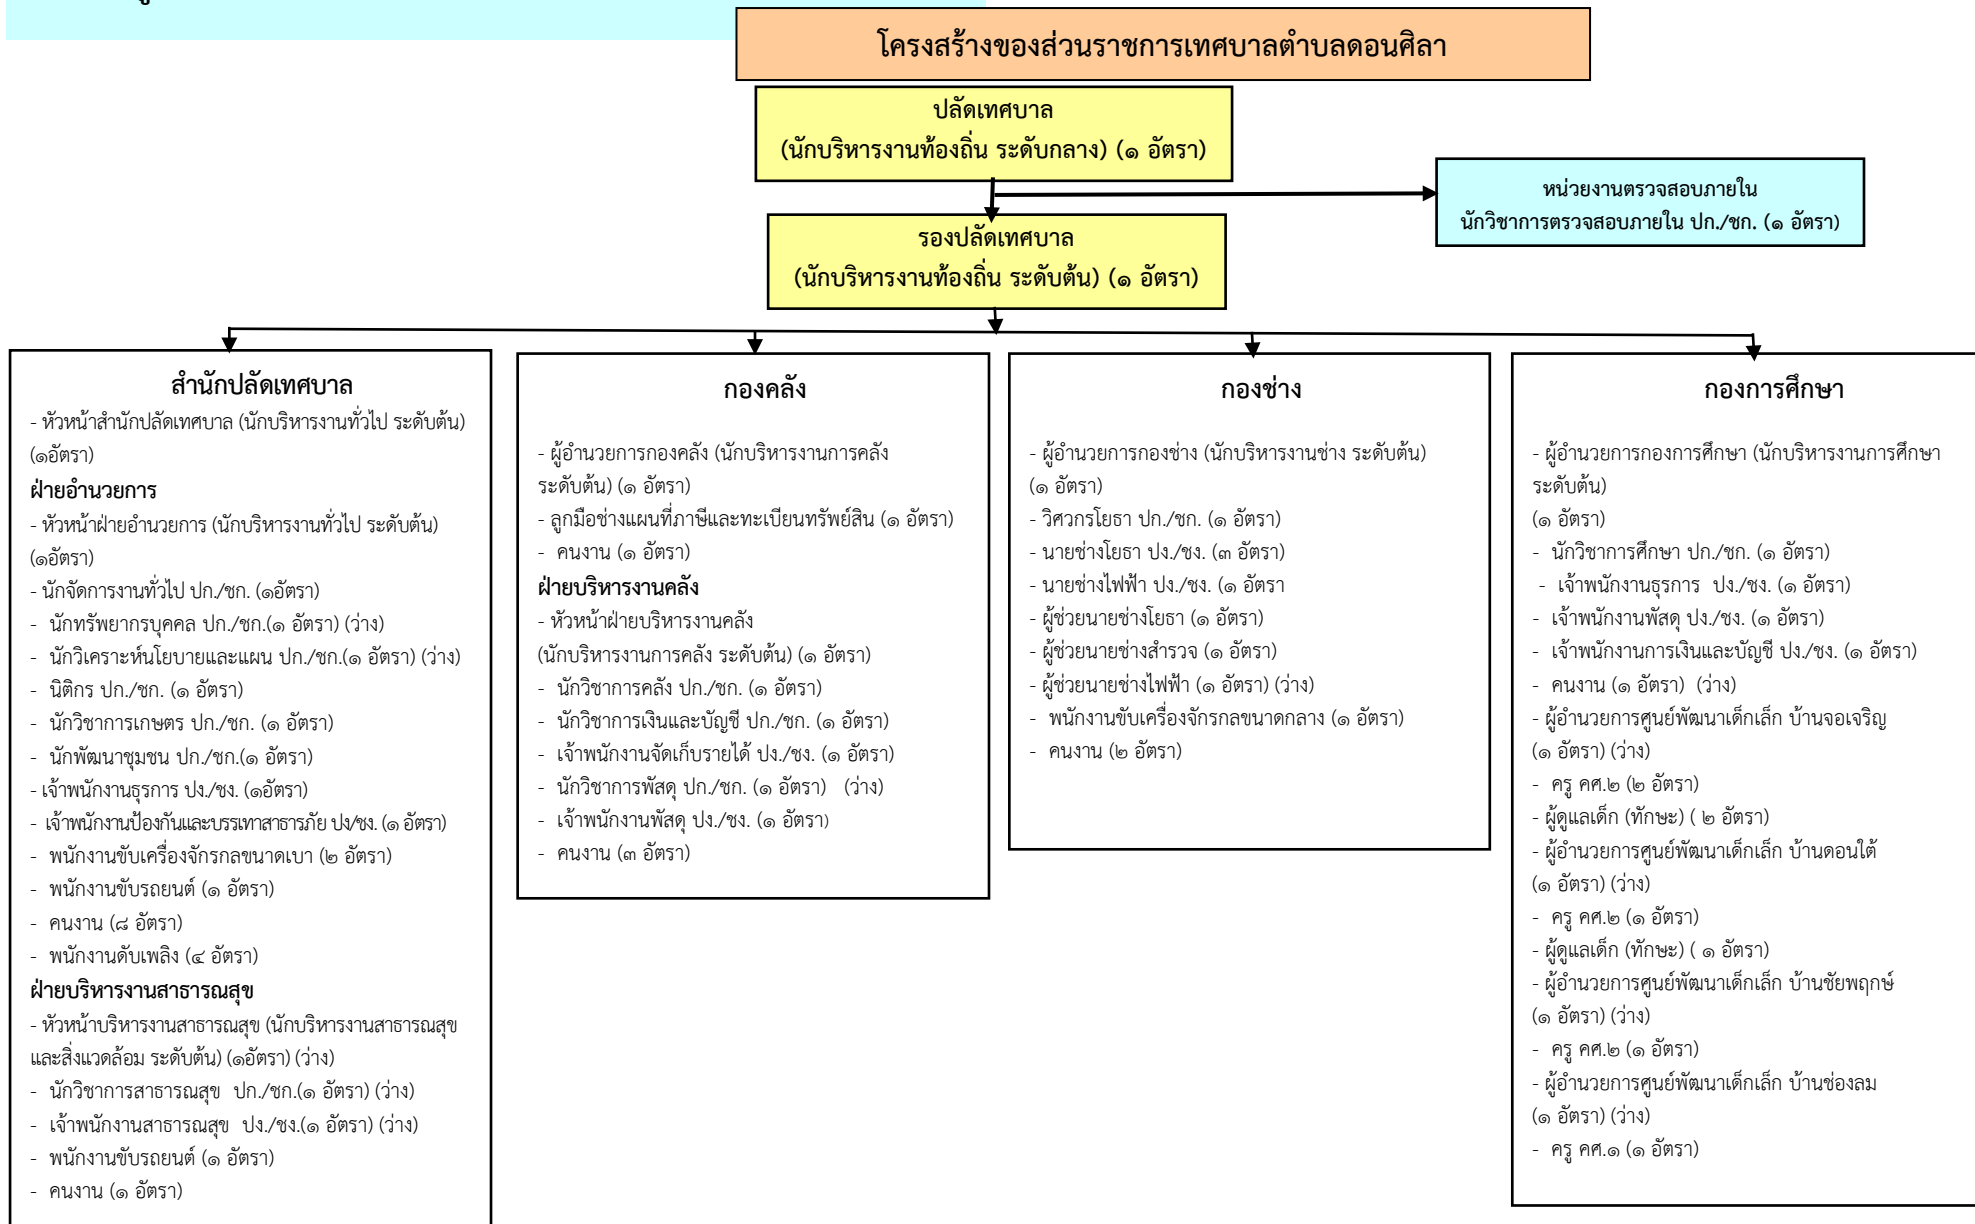 โครงสร้างของส่วนราชการเทศบาลตำบลดอนศิลา
ปลัดเทศบาล
(นักบริหารงานท้องถิ่น ระดับกลาง) (๑ อัตรา)
หน่วยงานตรวจสอบภายใน
นักวิชาการตรวจสอบภายใน ปก./ชก. (๑ อัตรา)
รองปลัดเทศบาล
(นักบริหารงานท้องถิ่น ระดับต้น) (๑ อัตรา)
สำนักปลัดเทศบาล
- หัวหน้าสำนักปลัดเทศบาล (นักบริหารงานทั่วไป ระดับต้น)
(๑อัตรา)
ฝ่ายอำนวยการ
- หัวหน้าฝ่ายอำนวยการ (นักบริหารงานทั่วไป ระดับต้น)
(๑อัตรา)
- นักจัดการงานทั่วไป ปก./ชก. (๑อัตรา)
- นักทรัพยากรบุคคล ปก./ชก.(๑ อัตรา) (ว่าง)
- นักวิเคราะห์นโยบายและแผน ปก./ชก.(๑ อัตรา) (ว่าง)
- นิติกร ปก./ชก. (๑ อัตรา)
- นักวิชาการเกษตร ปก./ชก. (๑ อัตรา)
- นักพัฒนาชุมชน ปก./ชก.(๑ อัตรา)
- เจ้าพนักงานธุรการ ปง./ชง. (๑อัตรา)
- เจ้าพนักงานป้องกันและบรรเทาสาธารภัย ปง/ชง. (๑ อัตรา)
- พนักงานขับเครื่องจักรกลขนาดเบา (๒ อัตรา)
- พนักงานขับรถยนต์ (๑ อัตรา)
- คนงาน (๘ อัตรา)
- พนักงานดับเพลิง (๔ อัตรา)
ฝ่ายบริหารงานสาธารณสุข
- หัวหน้าบริหารงานสาธารณสุข (นักบริหารงานสาธารณสุข
และสิ่งแวดล้อม ระดับต้น) (๑อัตรา) (ว่าง)
- นักวิชาการสาธารณสุข ปก./ชก.(๑ อัตรา) (ว่าง)
- เจ้าพนักงานสาธารณสุข ปง./ชง.(๑ อัตรา) (ว่าง)
- พนักงานขับรถยนต์ (๑ อัตรา)
- คนงาน (๑ อัตรา)
กองคลัง
- ผู้อำนวยการกองคลัง (นักบริหารงานการคลัง
ระดับต้น) (๑ อัตรา)
- ลูกมือช่างแผนที่ภาษีและทะเบียนทรัพย์สิน (๑ อัตรา)
- คนงาน (๑ อัตรา)
ฝ่ายบริหารงานคลัง
- หัวหน้าฝ่ายบริหารงานคลัง
(นักบริหารงานการคลัง ระดับต้น) (๑ อัตรา)
- นักวิชาการคลัง ปก./ชก. (๑ อัตรา)
- นักวิชาการเงินและบัญชี ปก./ชก. (๑ อัตรา)
- เจ้าพนักงานจัดเก็บรายได้ ปง./ชง. (๑ อัตรา)
- นักวิชาการพัสดุ ปก./ชก. (๑ อัตรา) (ว่าง)
- เจ้าพนักงานพัสดุ ปง./ชง. (๑ อัตรา)
- คนงาน (๓ อัตรา)
กองช่าง
- ผู้อำนวยการกองช่าง (นักบริหารงานช่าง ระดับต้น)
(๑ อัตรา)
- วิศวกรโยธา ปก./ชก. (๑ อัตรา)
- นายช่างโยธา ปง./ชง. (๓ อัตรา)
- นายช่างไฟฟ้า ปง./ชง. (๑ อัตรา
- ผู้ช่วยนายช่างโยธา (๑ อัตรา)
- ผู้ช่วยนายช่างสำรวจ (๑ อัตรา)
- ผู้ช่วยนายช่างไฟฟ้า (๑ อัตรา) (ว่าง)
- พนักงานขับเครื่องจักรกลขนาดกลาง (๑ อัตรา)
- คนงาน (๒ อัตรา)
กองการศึกษา
- ผู้อำนวยการกองการศึกษา (นักบริหารงานการศึกษา
ระดับต้น)
(๑ อัตรา)
- นักวิชาการศึกษา ปก./ชก. (๑ อัตรา)
- เจ้าพนักงานธุรการ ปง./ชง. (๑ อัตรา)
- เจ้าพนักงานพัสดุ ปง./ชง. (๑ อัตรา)
- เจ้าพนักงานการเงินและบัญชี ปง./ชง. (๑ อัตรา)
- คนงาน (๑ อัตรา) (ว่าง)
- ผู้อำนวยการศูนย์พัฒนาเด็กเล็ก บ้านจอเจริญ
(๑ อัตรา) (ว่าง)
- ครู คศ.๒ (๒ อัตรา)
- ผู้ดูแลเด็ก (ทักษะ) ( ๒ อัตรา)
- ผู้อำนวยการศูนย์พัฒนาเด็กเล็ก บ้านดอนใต้
(๑ อัตรา) (ว่าง)
- ครู คศ.๒ (๑ อัตรา)
- ผู้ดูแลเด็ก (ทักษะ) ( ๑ อัตรา)
- ผู้อำนวยการศูนย์พัฒนาเด็กเล็ก บ้านชัยพฤกษ์
(๑ อัตรา) (ว่าง)
- ครู คศ.๒ (๑ อัตรา)
- ผู้อำนวยการศูนย์พัฒนาเด็กเล็ก บ้านช่องลม
(๑ อัตรา) (ว่าง)
- ครู คศ.๑ (๑ อัตรา)